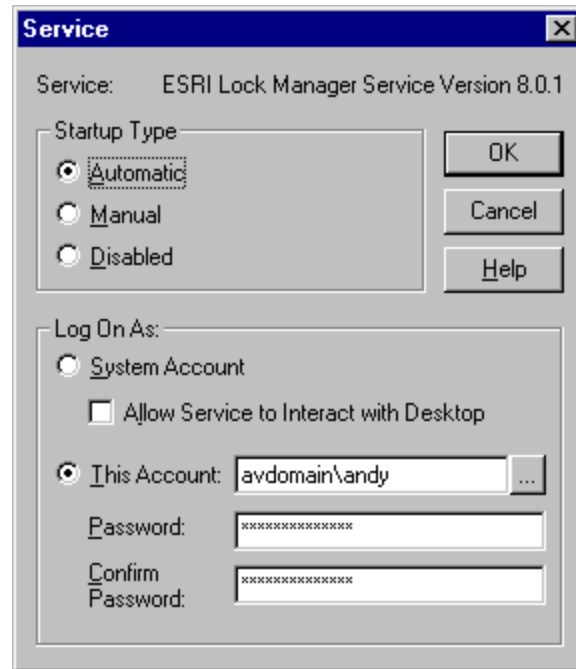 Service
Service: ESRI Lock Manager Service Version 8.0.1
Startup Type
Automatic
Manual
Disabled
OK
Cancel
Help
Log On As:
System Account
Allow Service to Interact with Desktop
This Account: avdomain\andy ...
Password: **************
Confirm
Password: **************